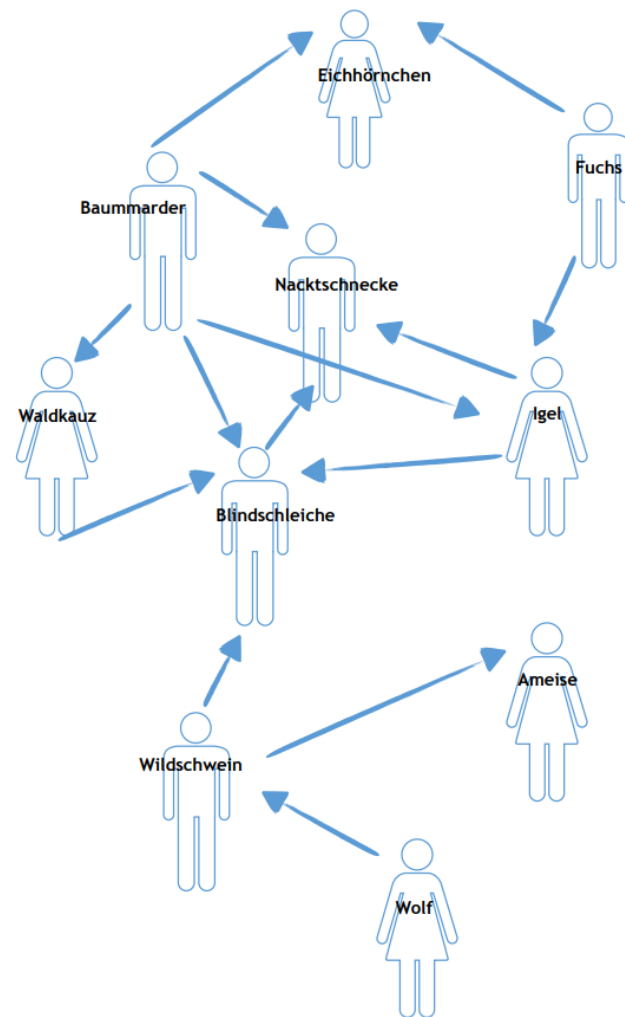 Eichhörnchen
Fuchs
Baummarder
Nacktschnecke
Waldkauz
Igel
Blindschleiche
Ameise
Wildschwein
Wolf